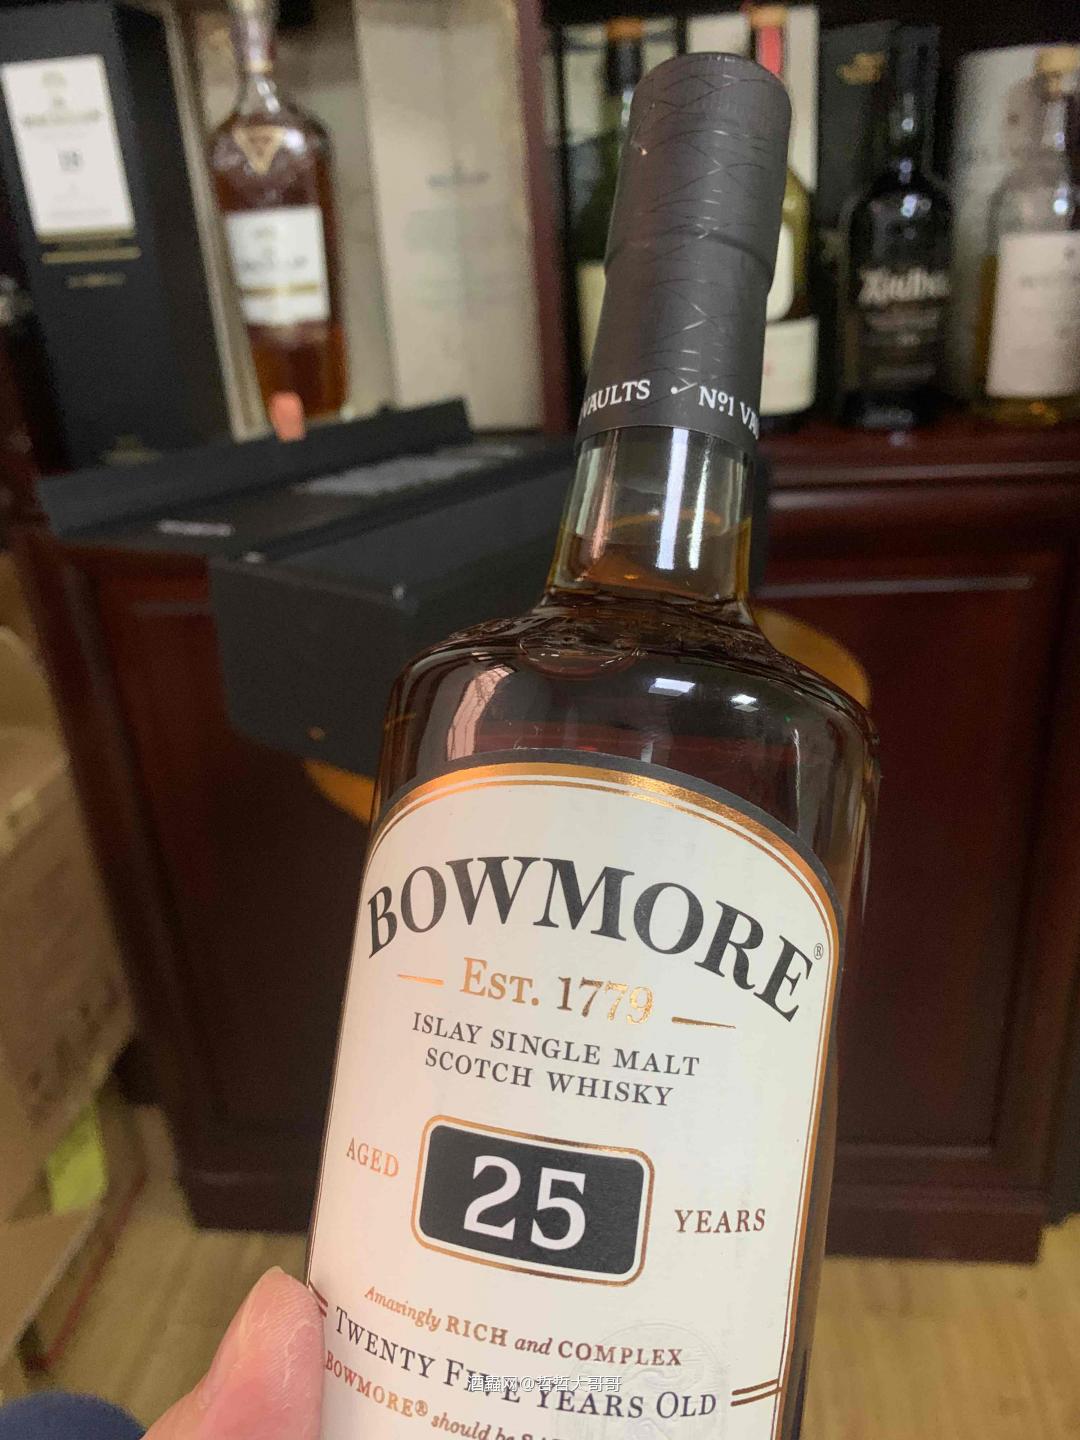 VAULTS · Nº1 VA
BOWMORE®
EST. 1779
ISLAY SINGLE MALT
SCOTCH WHISKY
AGED
25
YEARS
Amazingly RICH and COMPLEX
TWENTY FIVE YEARS OLD
BOWMORE® should be
酒蟲网@哲哲大哥哥
18